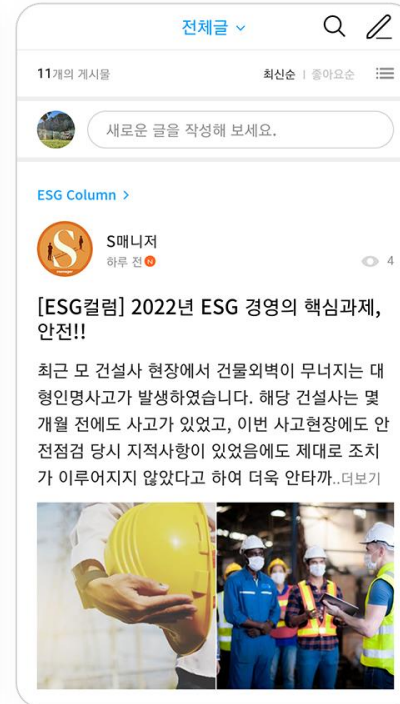 전체글
11개의 게시물
최신순 | 좋아요순
새로운 글을 작성해 보세요.
ESG Column >
S매니저
하루 전 N
4
[ESG컬럼] 2022년 ESG 경영의 핵심과제,
안전!!
최근 모 건설사 현장에서 건물외벽이 무너지는 대
형인명사고가 발생하였습니다. 해당 건설사는 몇
개월 전에도 사고가 있었고, 이번 사고현장에도 안
전점검 당시 지적사항이 있었음에도 제대로 조치
가 이루어지지 않았다고 하여 더욱 안타까..더보기